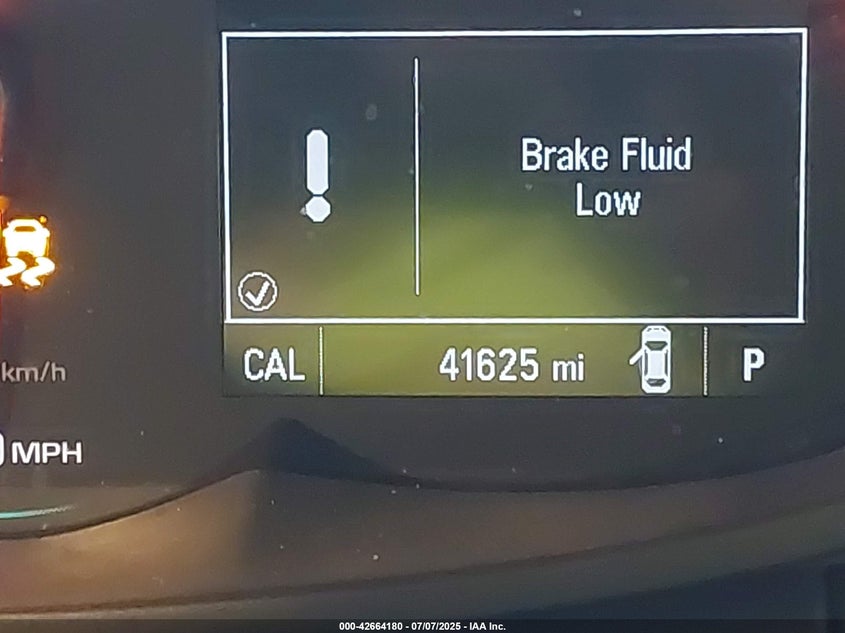 Brake Fluid
Low
CAL 41625 mi P
km/h
MPH
000-42664180 - 07/07/2025 - IAA Inc.